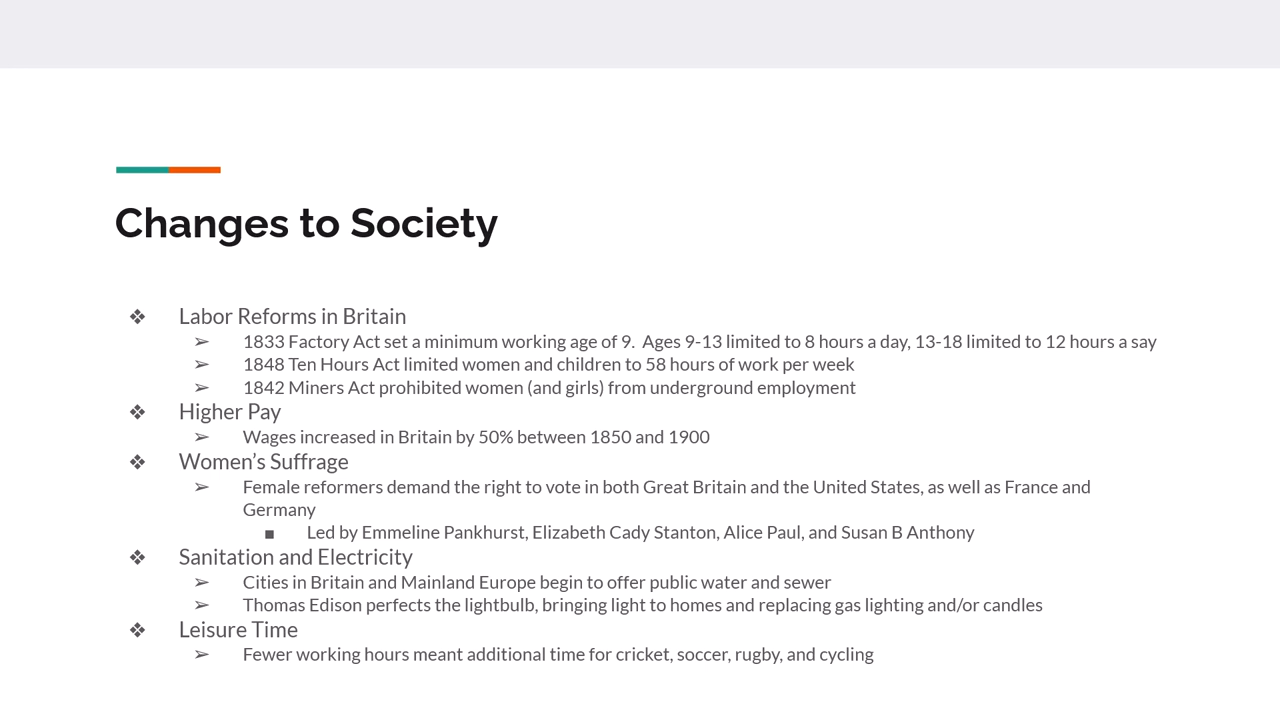 Changes to Society
❖ Labor Reforms in Britain
➢ 1833 Factory Act set a minimum working age of 9.  Ages 9-13 limited to 8 hours a day, 13-18 limited to 12 hours a say
➢ 1848 Ten Hours Act limited women and children to 58 hours of work per week
➢ 1842 Miners Act prohibited women (and girls) from underground employment
❖ Higher Pay
➢ Wages increased in Britain by 50% between 1850 and 1900
❖ Women’s Suffrage
➢ Female reformers demand the right to vote in both Great Britain and the United States, as well as France and
Germany
■ Led by Emmeline Pankhurst, Elizabeth Cady Stanton, Alice Paul, and Susan B Anthony
❖ Sanitation and Electricity
➢ Cities in Britain and Mainland Europe begin to offer public water and sewer
➢ Thomas Edison perfects the lightbulb, bringing light to homes and replacing gas lighting and/or candles
❖ Leisure Time
➢ Fewer working hours meant additional time for cricket, soccer, rugby, and cycling